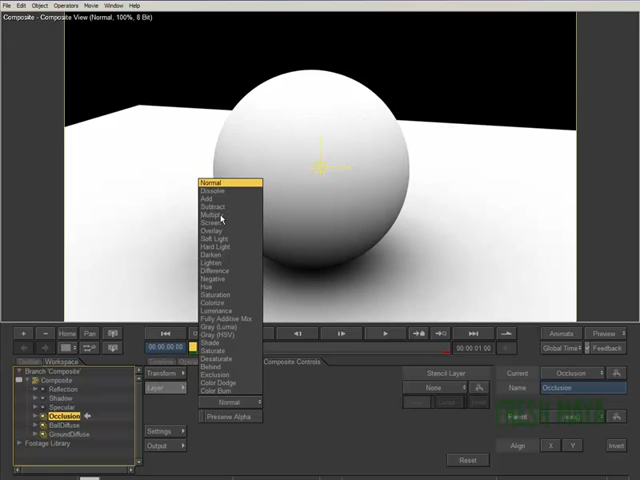 File Edit Object Operators Movie Window Help
Composite - Composite View (Normal, 100%, 8 Bit)
Normal
Dissolve
Add
Subtract
Multiply
Screen
Overlay
Soft Light
Hard Light
Darken
Lighten
Difference
Negative
Hue
Saturation
Colorize
Luminance
Fully Additive Mix
Gray (Luma)
Gray (HSV)
Shade
Saturate
Desaturate
Behind
Exclusion
Color Dodge
Color Burn
Normal
Preserve Alpha
+ − Home Pan
Animate Preview
00:00:00:00 00:00:01:00 Global Time Feedback
Toolbar Workspace Timeline Composite Controls
Branch 'Composite'
Composite
Reflection
Shadow
Specular
Occlusion
BallDiffuse
GroundDiffuse
Footage Library
Transform
Layer
Settings
Output
Stencil Layer
None
Reset
Current Occlusion
Name Occlusion
Parent
Align X Y Invert